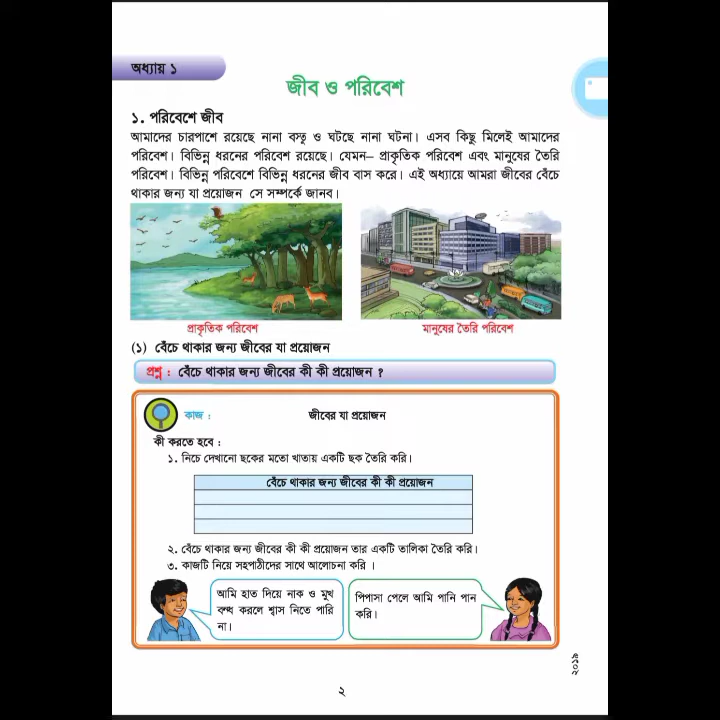 অধ্যায় ১
জীব ও পরিবেশ
১. পরিবেশে জীব
আমাদের চারপাশে রয়েছে নানা বস্তু ও ঘটছে নানা ঘটনা। এসব কিছু মিলেই আমাদের
পরিবেশ। বিভিন্ন ধরনের পরিবেশ রয়েছে। যেমন– প্রাকৃতিক পরিবেশ এবং মানুষের তৈরি
পরিবেশ। বিভিন্ন পরিবেশে বিভিন্ন ধরনের জীব বাস করে। এই অধ্যায়ে আমরা জীবের বেঁচে
থাকার জন্য যা প্রয়োজন সে সম্পর্কে জানব।
প্রাকৃতিক পরিবেশ
মানুষের তৈরি পরিবেশ
(১) বেঁচে থাকার জন্য জীবের যা প্রয়োজন
প্রশ্ন : বেঁচে থাকার জন্য জীবের কী কী প্রয়োজন ?
কাজ : জীবের যা প্রয়োজন
কী করতে হবে :
১. নিচে দেখানো ছকের মতো খাতায় একটি ছক তৈরি করি।
বেঁচে থাকার জন্য জীবের কী কী প্রয়োজন
২. বেঁচে থাকার জন্য জীবের কী কী প্রয়োজন তার একটি তালিকা তৈরি করি।
৩. কাজটি নিয়ে সহপাঠীদের সাথে আলোচনা করি ।
আমি হাত দিয়ে নাক ও মুখ
বন্ধ করলে শ্বাস নিতে পারি
না।
পিপাসা পেলে আমি পানি পান
করি।
২০১৯
২